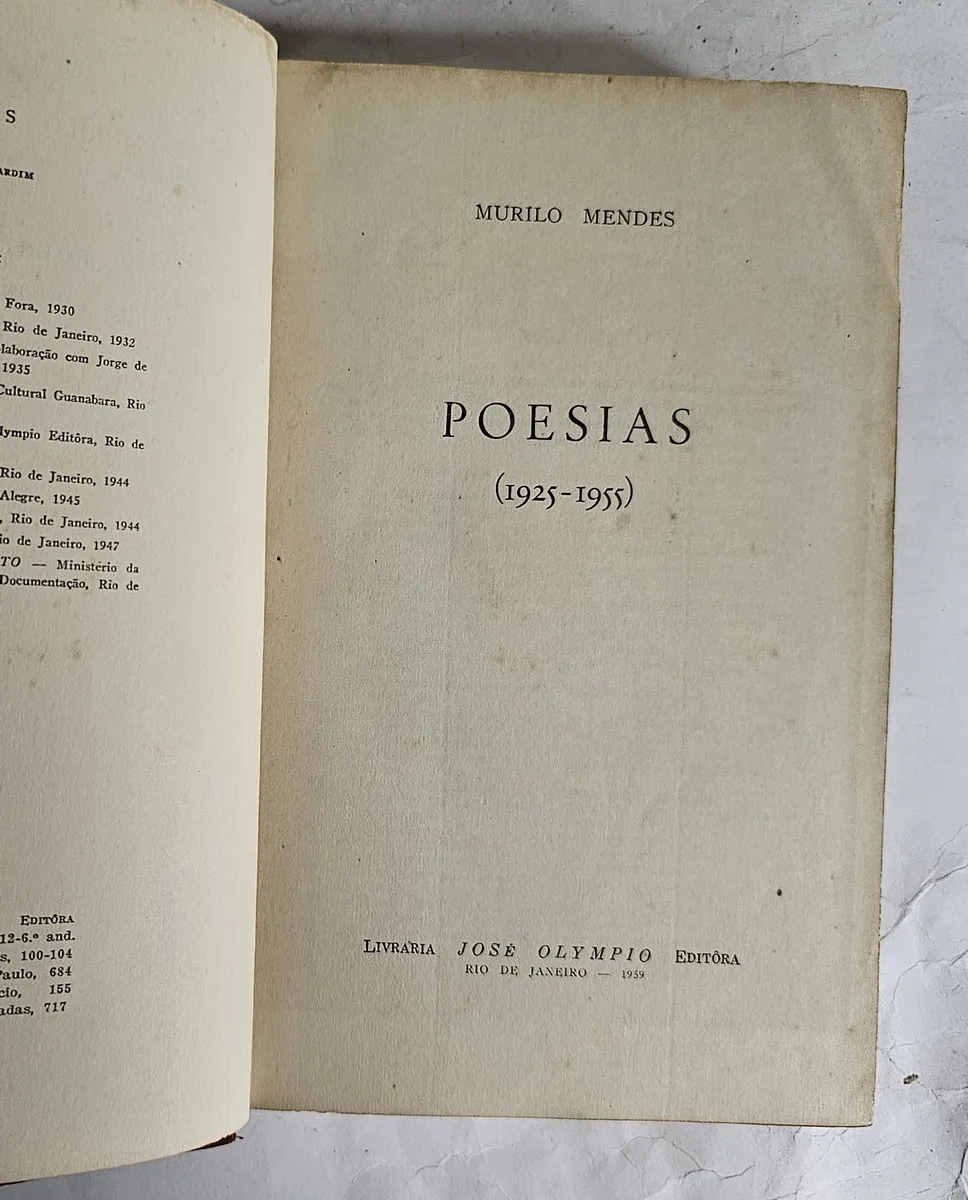 S
ARDIM
Fora, 1930
Rio de Janeiro, 1932
laboração com Jorge de
1935
Cultural Guanabara, Rio
lympio Editôra, Rio de
Rio de Janeiro, 1944
Alegre, 1945
, Rio de Janeiro, 1944
io de Janeiro, 1947
TO — Ministério da
Documentação, Rio de
EDITÔRA
12-6.º and.
s, 100-104
Paulo, 684
cio, 155
adas, 717
MURILO MENDES
POESIAS
(1925-1955)
LIVRARIA JOSÉ OLYMPIO EDITÔRA
RIO DE JANEIRO — 1959